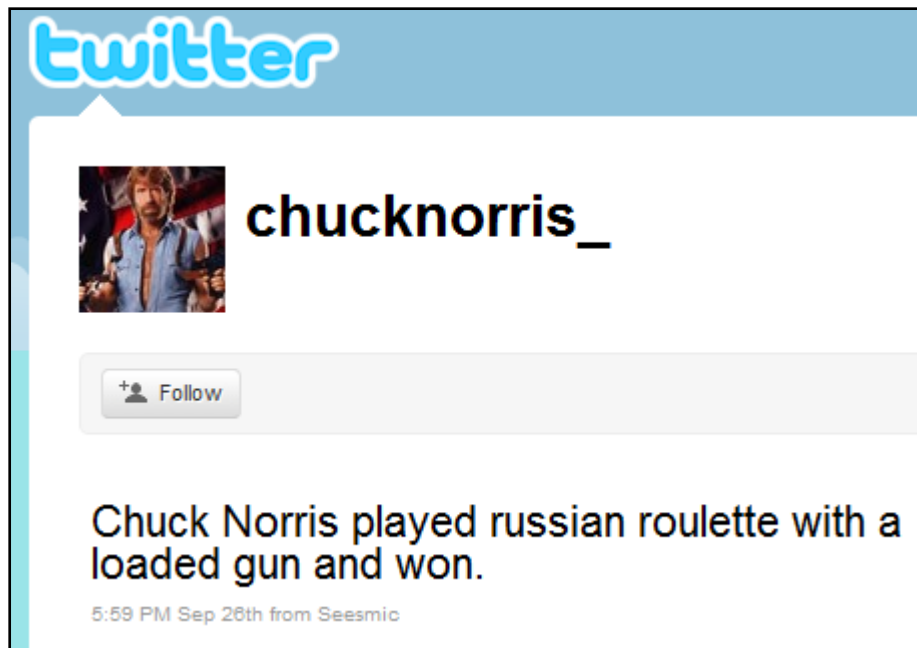 twitter
chucknorris_
Follow
Chuck Norris played russian roulette with a
loaded gun and won.
5:59 PM Sep 26th from Seesmic